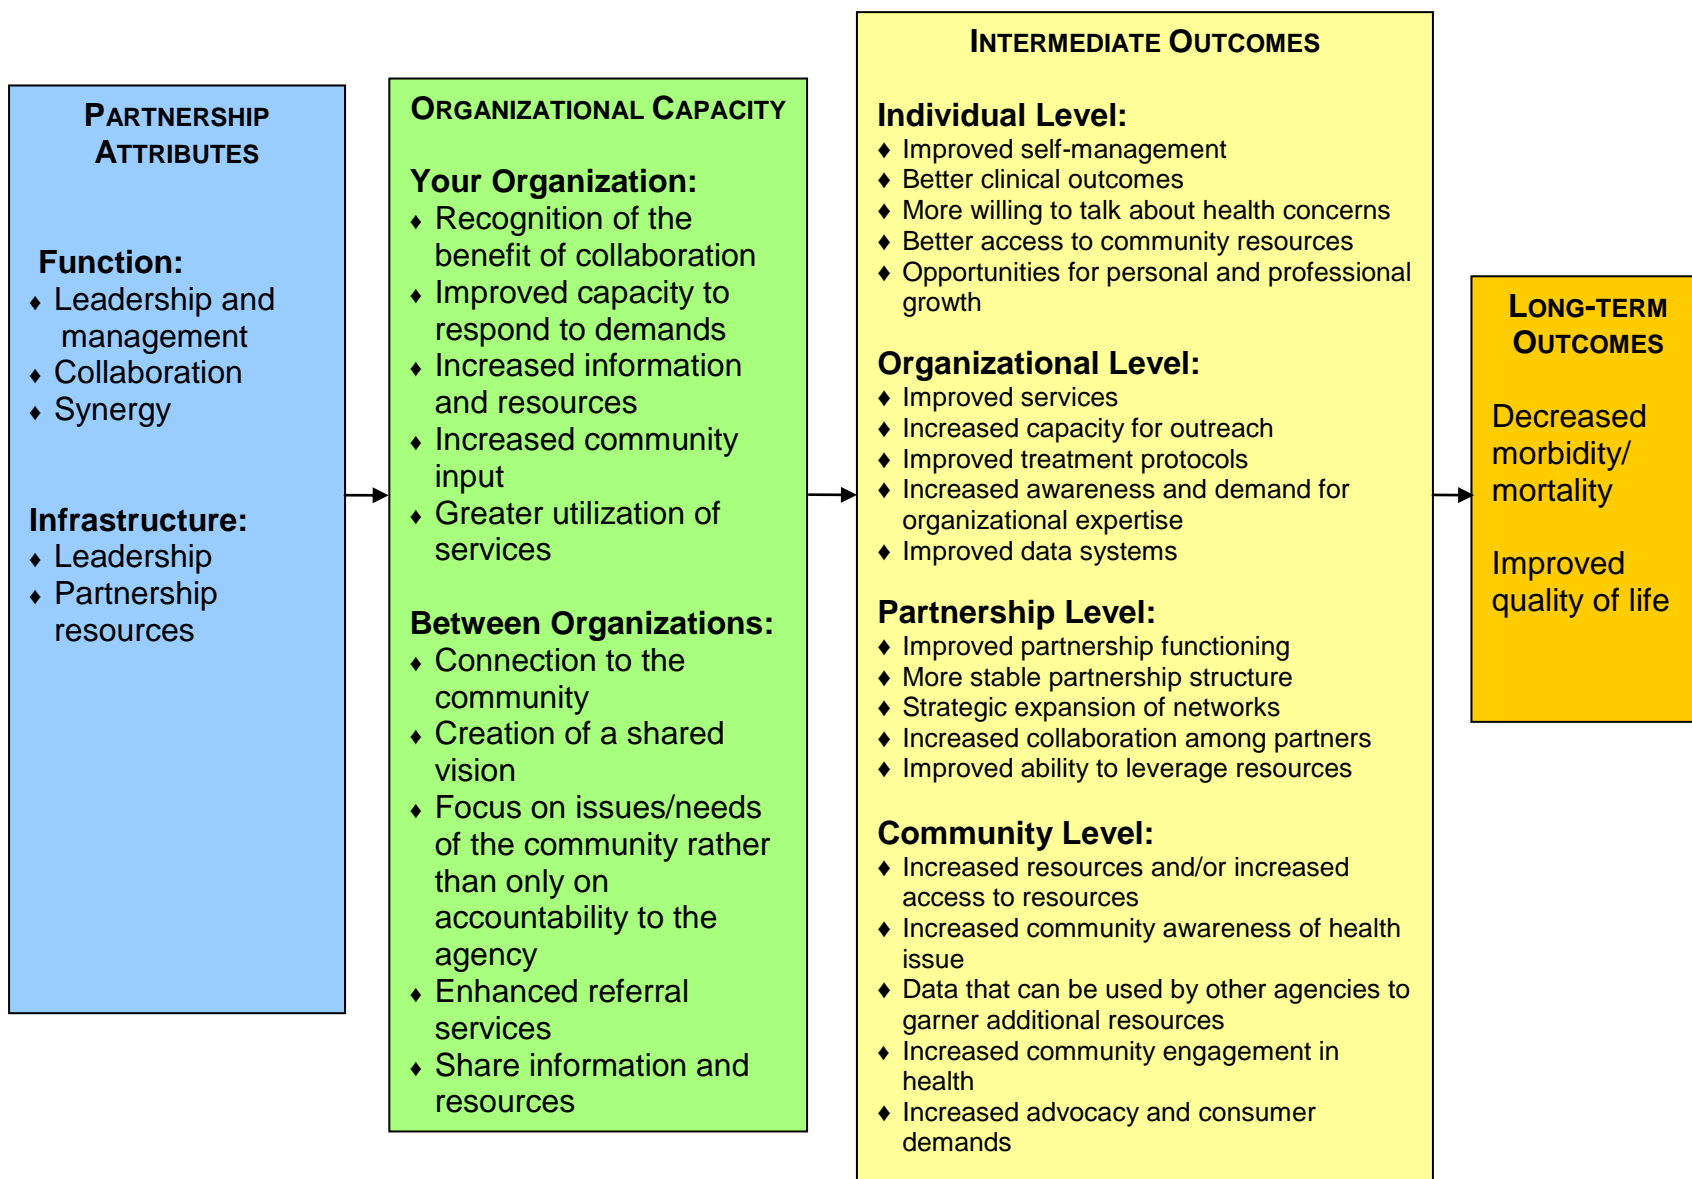 PARTNERSHIP
ATTRIBUTES
Function:
♦ Leadership and
management
♦ Collaboration
♦ Synergy
Infrastructure:
♦ Leadership
♦ Partnership
resources
ORGANIZATIONAL CAPACITY
Your Organization:
♦ Recognition of the
benefit of collaboration
♦ Improved capacity to
respond to demands
♦ Increased information
and resources
♦ Increased community
input
♦ Greater utilization of
services
Between Organizations:
♦ Connection to the
community
♦ Creation of a shared
vision
♦ Focus on issues/needs
of the community rather
than only on
accountability to the
agency
♦ Enhanced referral
services
♦ Share information and
resources
INTERMEDIATE OUTCOMES
Individual Level:
♦ Improved self-management
♦ Better clinical outcomes
♦ More willing to talk about health concerns
♦ Better access to community resources
♦ Opportunities for personal and professional
growth
Organizational Level:
♦ Improved services
♦ Increased capacity for outreach
♦ Improved treatment protocols
♦ Increased awareness and demand for
organizational expertise
♦ Improved data systems
Partnership Level:
♦ Improved partnership functioning
♦ More stable partnership structure
♦ Strategic expansion of networks
♦ Increased collaboration among partners
♦ Improved ability to leverage resources
Community Level:
♦ Increased resources and/or increased
access to resources
♦ Increased community awareness of health
issue
♦ Data that can be used by other agencies to
garner additional resources
♦ Increased community engagement in
health
♦ Increased advocacy and consumer
demands
LONG-TERM
OUTCOMES
Decreased
morbidity/
mortality
Improved
quality of life